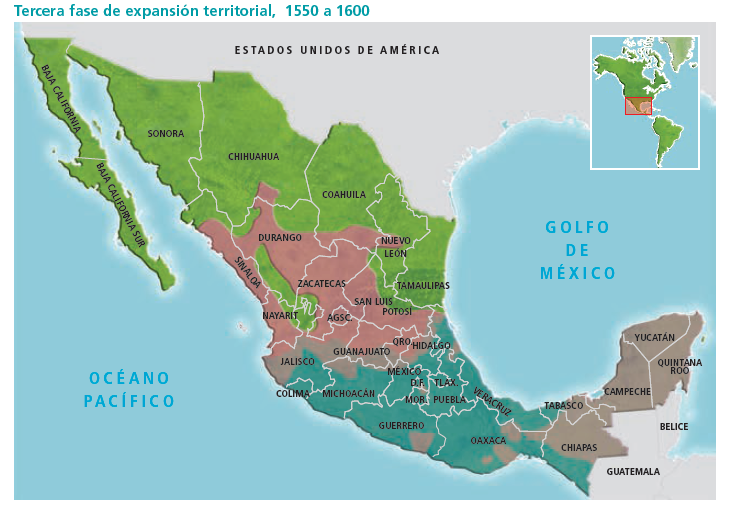 Tercera fase de expansión territorial, 1550 a 1600
ESTADOS UNIDOS DE AMÉRICA
BAJA CALIFORNIA
SONORA
CHIHUAHUA
COAHUILA
BAJA CALIFORNIA SUR
GOLFO
DE
MÉXICO
DURANGO
NUEVO
LEÓN
SINALOA
ZACATECAS
TAMAULIPAS
SAN LUIS
POTOSÍ
NAYARIT
AGSC.
QRO.
HIDALGO
GUANAJUATO
JALISCO
YUCATÁN
QUINTANA
ROO
OCÉANO
PACÍFICO
MÉXICO
D.F.
TLAX.
COLIMA
MICHOACÁN
MOR.
PUEBLA
VERACRUZ
TABASCO
CAMPECHE
GUERRERO
OAXACA
CHIAPAS
BELICE
GUATEMALA